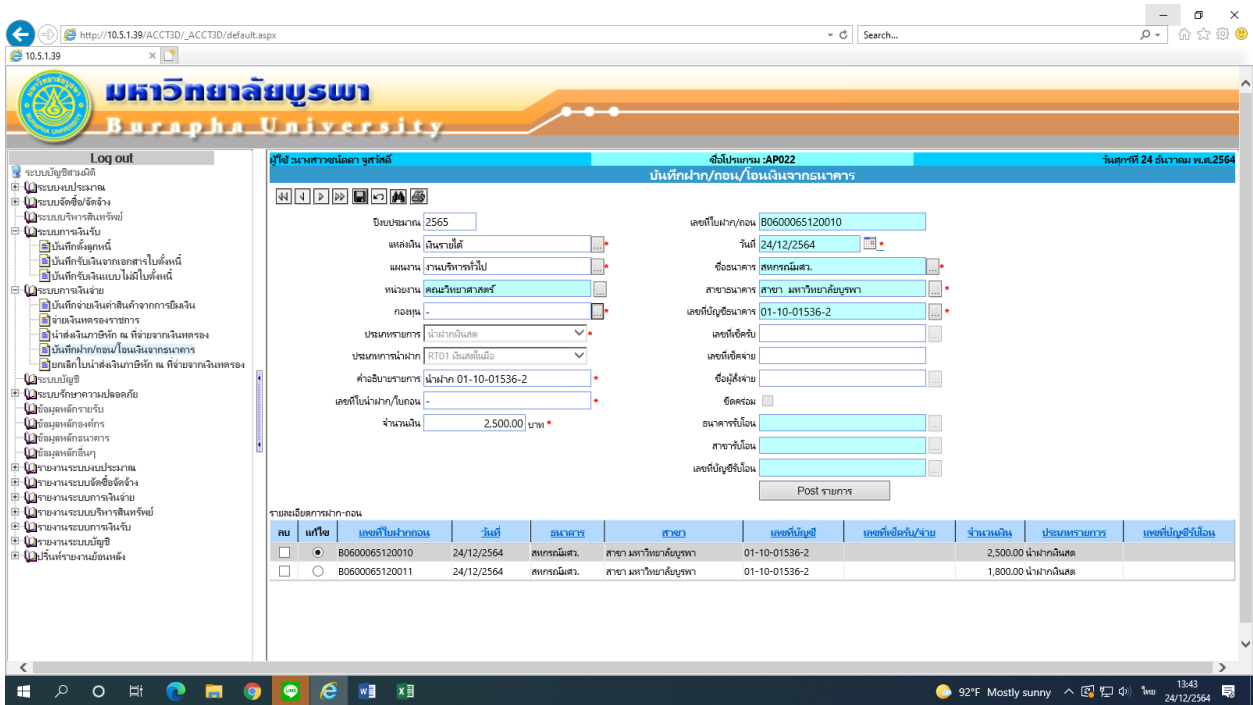 http://10.5.1.39/ACCT3D/_ACCT3D/default.aspx
Search...
10.5.1.39
มหาวิทยาลัยบูรพา
Burapha University
Log out
ผู้ใช้ :นางสาวชนัดดา จูสวัสดิ์
ชื่อโปรแกรม :AP022
วันศุกร์ที่ 24 ธันวาคม พ.ศ.2564
บันทึกฝาก/ถอน/โอนเงินจากธนาคาร
ระบบบัญชีสามมิติ
ระบบงบประมาณ
ระบบจัดซื้อ/จัดจ้าง
ระบบบริหารสินทรัพย์
ระบบการเงินรับ
บันทึกตั้งลูกหนี้
บันทึกรับเงินจากเอกสารใบตั้งหนี้
บันทึกรับเงินแบบไม่มีใบตั้งหนี้
ระบบการเงินจ่าย
บันทึกจ่ายเงินค่าสินค้าจากการยืมเงิน
จ่ายเงินทดรองราชการ
นำส่งเงินภาษีหัก ณ ที่จ่ายจากเงินทดรอง
บันทึกฝาก/ถอน/โอนเงินจากธนาคาร
ยกเลิกใบนำส่งเงินภาษีหัก ณ ที่จ่ายจากเงินทดรอง
ระบบบัญชี
ระบบรักษาความปลอดภัย
ข้อมูลหลักรายรับ
ข้อมูลหลักองค์กร
ข้อมูลหลักธนาคาร
ข้อมูลหลักอื่นๆ
รายงานระบบงบประมาณ
รายงานระบบจัดซื้อจัดจ้าง
รายงานระบบการเงินจ่าย
รายงานระบบบริหารสินทรัพย์
รายงานระบบการเงินรับ
รายงานระบบบัญชี
ปริ้นท์รายงานย้อนหลัง
ปีงบประมาณ 2565
เลขที่ใบฝาก/ถอน B0600065120010
แหล่งเงิน เงินรายได้ ...*
วันที่ 24/12/2564 *
แผนงาน งานบริหารทั่วไป ...*
ชื่อธนาคาร สหกรณ์มศว. ...*
หน่วยงาน คณะวิทยาศาสตร์ ...
สาขาธนาคาร สาขา มหาวิทยาลัยบูรพา ... *
กองทุน - ...*
เลขที่บัญชีธนาคาร 01-10-01536-2 ... *
ประเภทรายการ นำฝากเงินสด *
เลขที่เช็ครับ ...
ประเภทการนำฝาก RT01 เงินสดในมือ
เลขที่เช็คจ่าย
คำอธิบายรายการ นำฝาก 01-10-01536-2 *
ชื่อผู้สั่งจ่าย ...
เลขที่ใบนำฝาก/ใบถอน - *
ขีดคร่อม
จำนวนเงิน 2,500.00 บาท *
ธนาคารรับโอน ...
สาขารับโอน ...
เลขที่บัญชีรับโอน ...
Post รายการ
รายละเอียดการฝาก-ถอน
ลบ แก้ไข เลขที่ใบฝากถอน วันที่ ธนาคาร สาขา เลขที่บัญชี เลขที่เช็ครับ/จ่าย จำนวนเงิน ประเภทรายการ เลขที่บัญชีรับโอน
B0600065120010 24/12/2564 สหกรณ์มศว. สาขา มหาวิทยาลัยบูรพา 01-10-01536-2 2,500.00 นำฝากเงินสด
B0600065120011 24/12/2564 สหกรณ์มศว. สาขา มหาวิทยาลัยบูรพา 01-10-01536-2 1,800.00 นำฝากเงินสด
92°F Mostly sunny
ไทย
13:43
24/12/2564